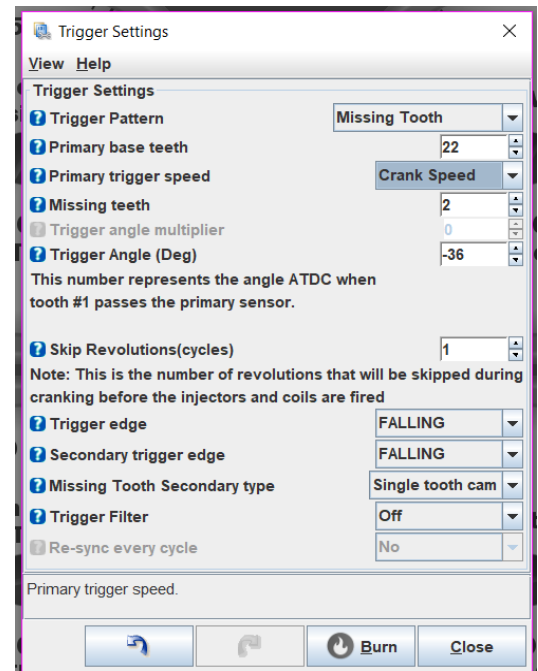 Trigger Settings
View Help
Trigger Settings
Trigger Pattern Missing Tooth
Primary base teeth 22
Primary trigger speed Crank Speed
Missing teeth 2
Trigger angle multiplier 0
Trigger Angle (Deg) -36
This number represents the angle ATDC when
tooth #1 passes the primary sensor.
Skip Revolutions(cycles) 1
Note: This is the number of revolutions that will be skipped during
cranking before the injectors and coils are fired
Trigger edge FALLING
Secondary trigger edge FALLING
Missing Tooth Secondary type Single tooth cam
Trigger Filter Off
Re-sync every cycle No
Primary trigger speed.
Burn Close